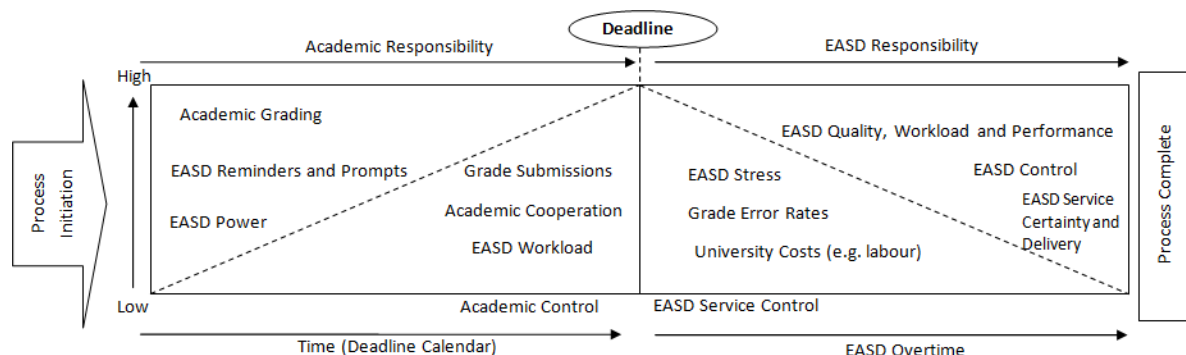 Deadline
Academic Responsibility
EASD Responsibility
High
Academic Grading
EASD Quality, Workload and Performance
EASD Reminders and Prompts
Grade Submissions
EASD Stress
EASD Control
Process
Initiation
EASD Power
Academic Cooperation
Grade Error Rates
EASD Service
Certainty and
Delivery
EASD Workload
University Costs (e.g. labour)
Process Complete
Low
Academic Control
EASD Service Control
Time (Deadline Calendar)
EASD Overtime